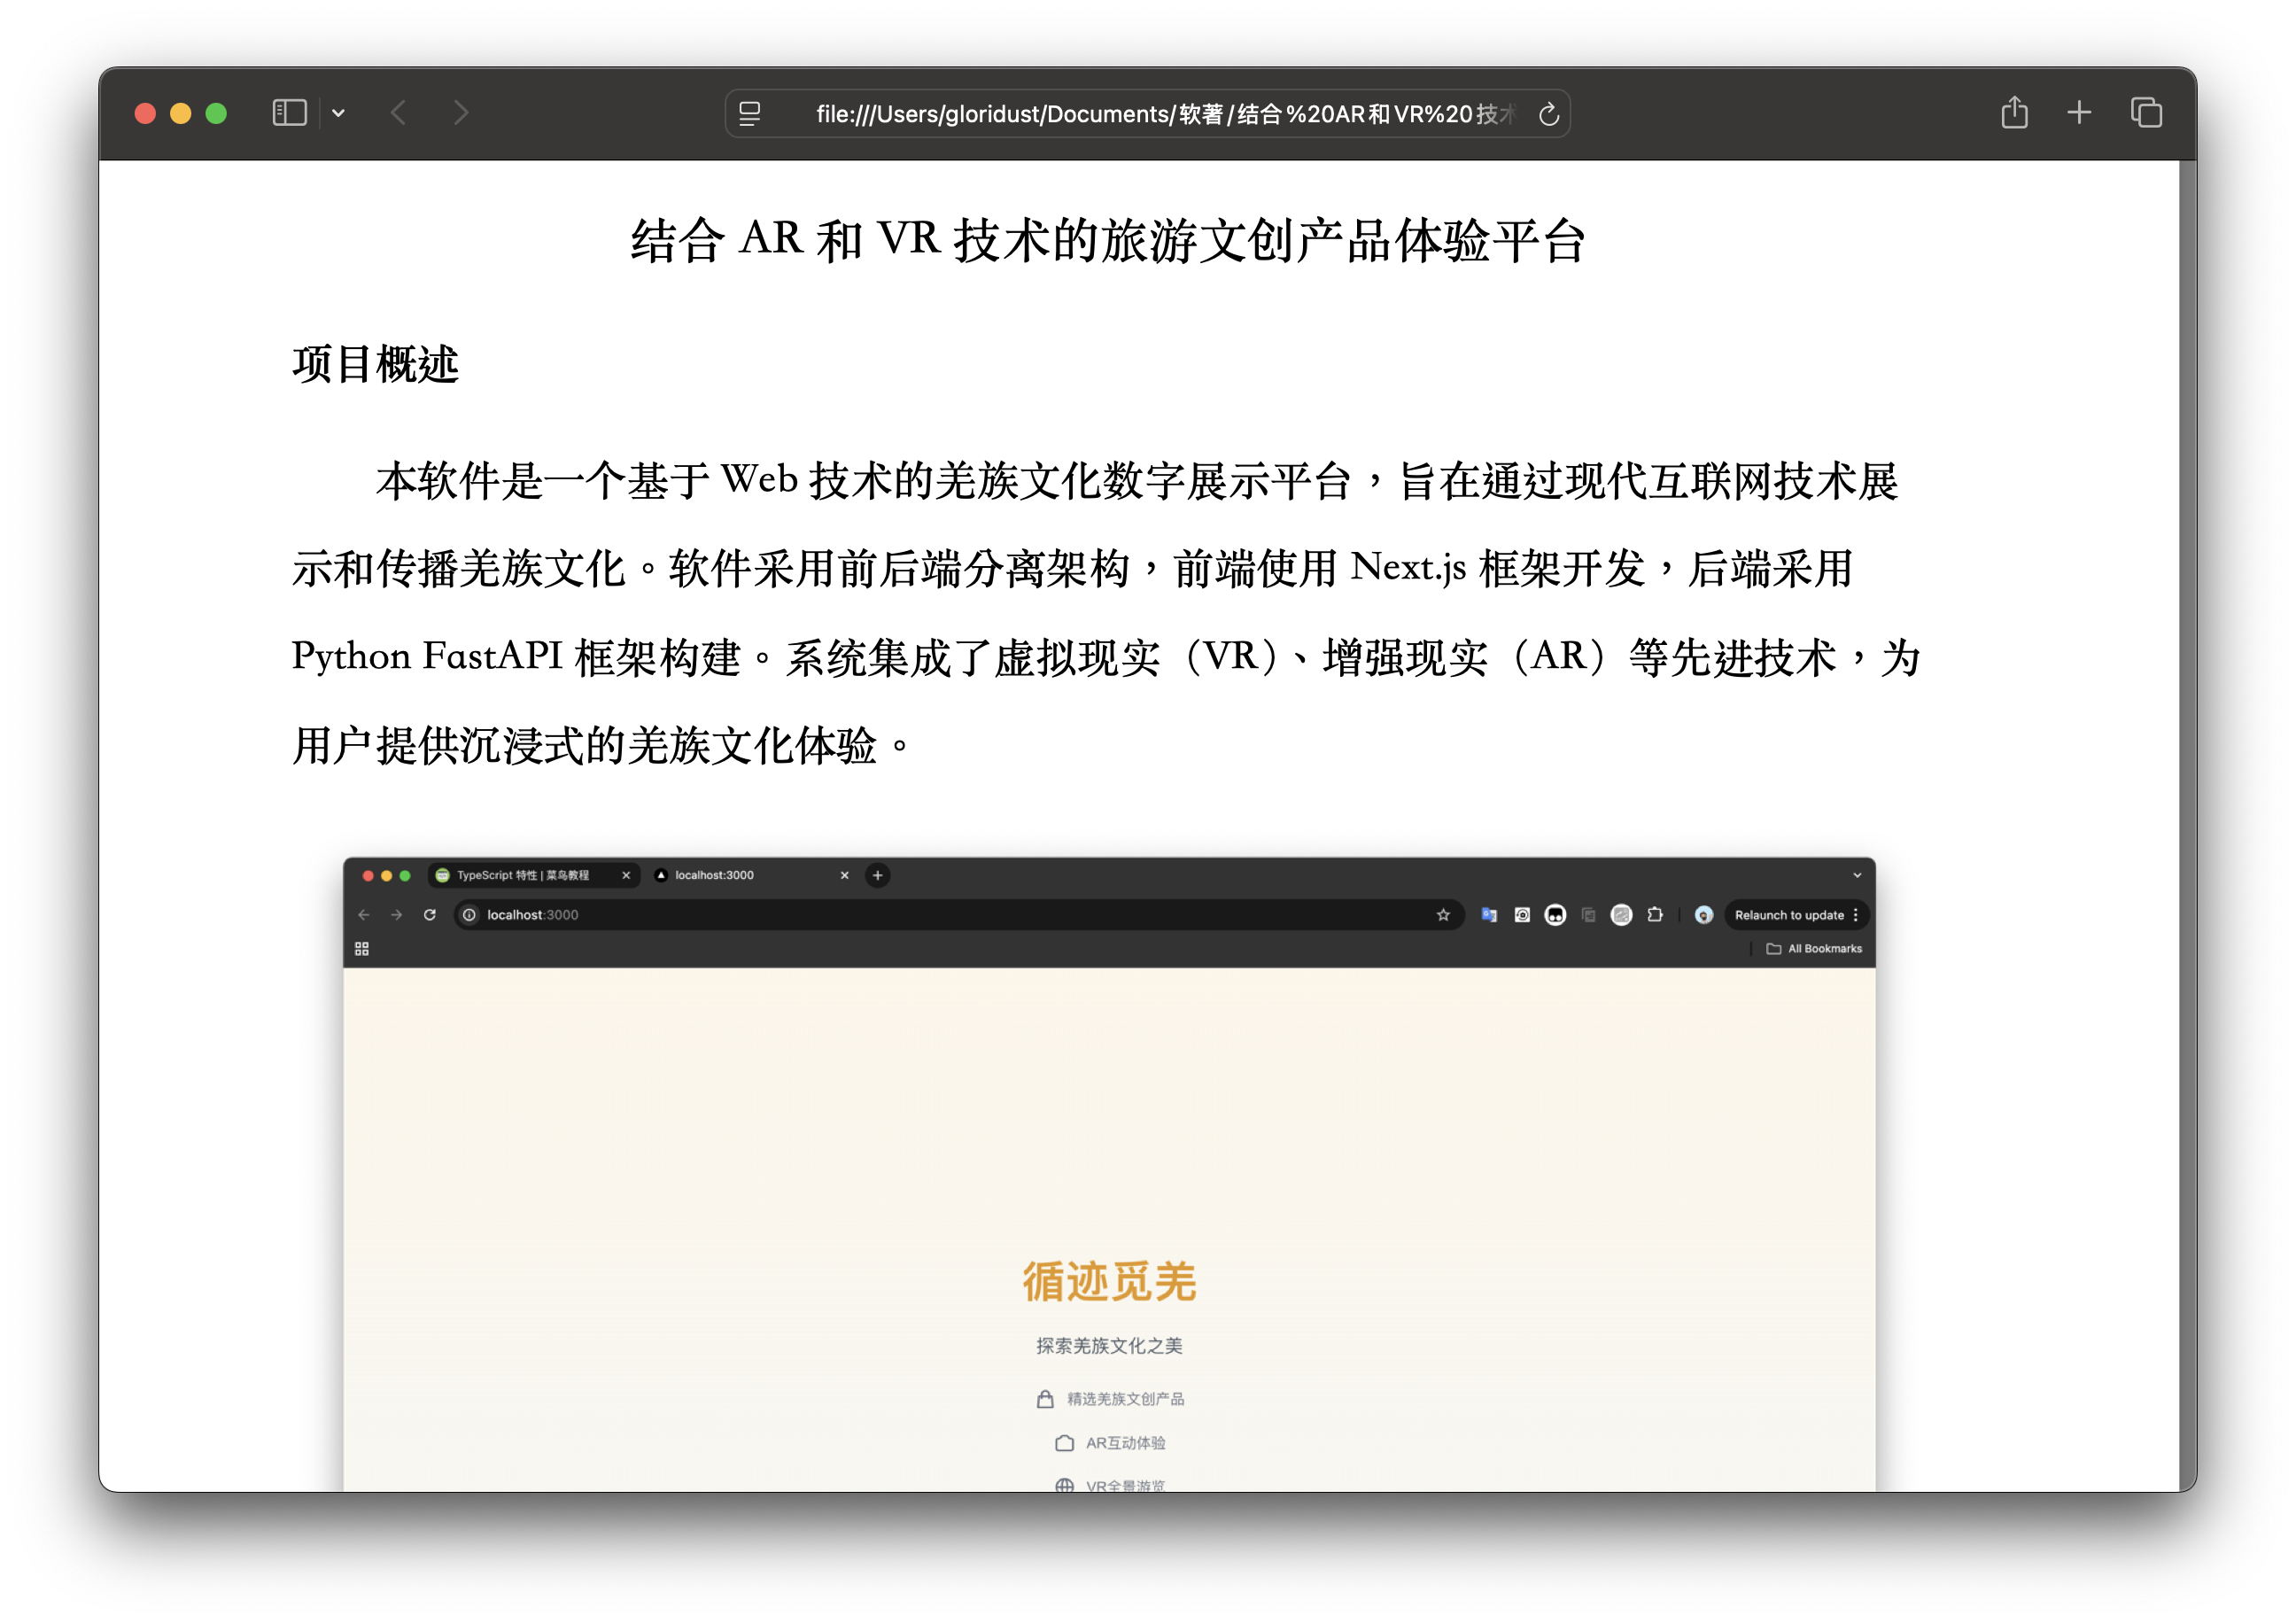 file:///Users/gloridust/Documents/软著/结合%20AR和VR%20技术
结合 AR 和 VR 技术的旅游文创产品体验平台
项目概述
本软件是一个基于 Web 技术的羌族文化数字展示平台，旨在通过现代互联网技术展
示和传播羌族文化。软件采用前后端分离架构，前端使用 Next.js 框架开发，后端采用
Python FastAPI 框架构建。系统集成了虚拟现实（VR）、增强现实（AR）等先进技术，为
用户提供沉浸式的羌族文化体验。
TypeScript 特性 | 菜鸟教程
localhost:3000
localhost:3000
Relaunch to update
All Bookmarks
循迹觅羌
探索羌族文化之美
精选羌族文创产品
AR互动体验
VR全景游览